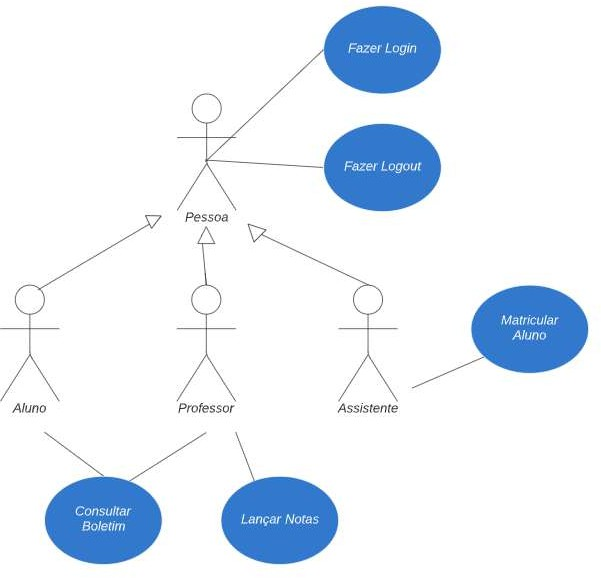 Fazer Login
Fazer Logout
Pessoa
Matricular
Aluno
Aluno
Professor
Assistente
Consultar
Boletim
Lançar Notas